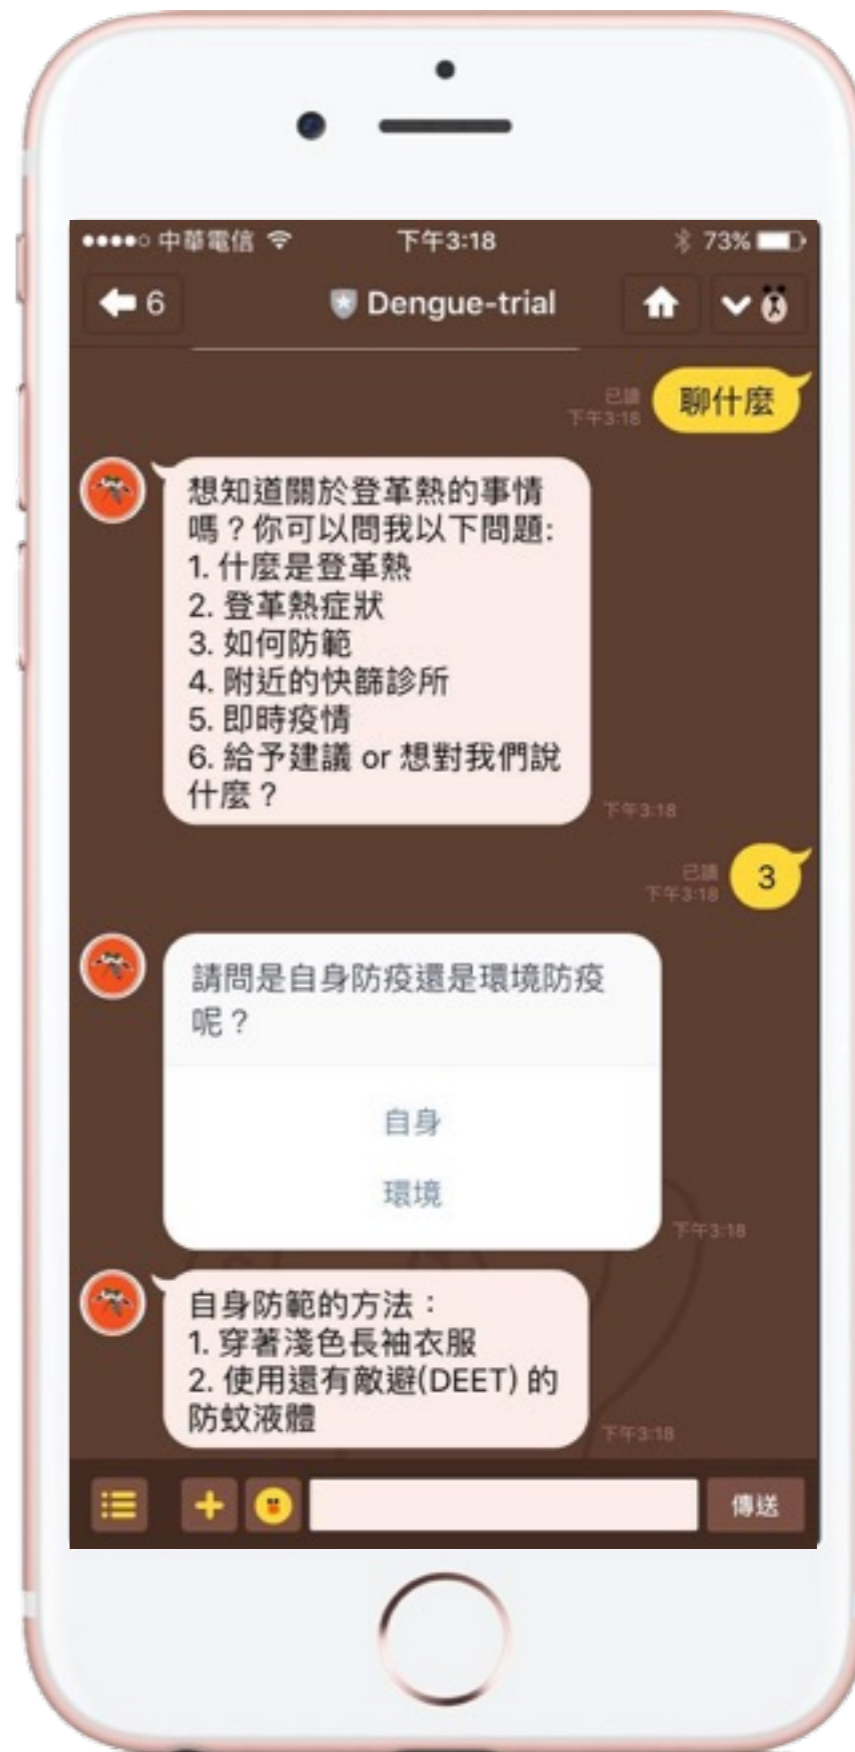 中華電信 下午3:18 73%
6 Dengue-trial
聊什麼
已讀
下午3:18
想知道關於登革熱的事情
嗎？你可以問我以下問題:
1. 什麼是登革熱
2. 登革熱症狀
3. 如何防範
4. 附近的快篩診所
5. 即時疫情
6. 給予建議 or 想對我們說
什麼？
下午3:18
3
已讀
下午3:18
請問是自身防疫還是環境防疫
呢？
自身
環境
下午3:18
自身防範的方法：
1. 穿著淺色長袖衣服
2. 使用還有敵避(DEET) 的
防蚊液體
下午3:18
傳送